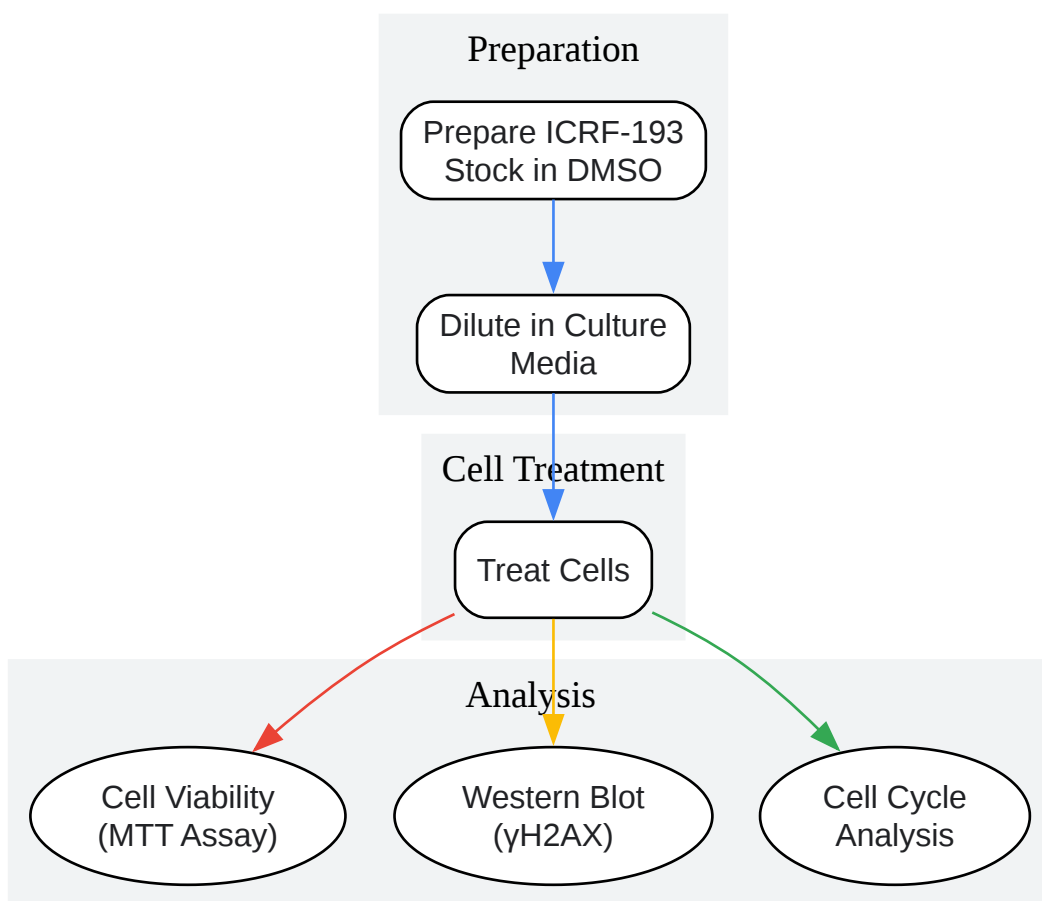 Preparation
Prepare ICRF-193
Stock in DMSO
Dilute in Culture
Media
Cell Treatment
Treat Cells
Analysis
Cell Viability
(MTT Assay)
Western Blot
(γH2AX)
Cell Cycle
Analysis